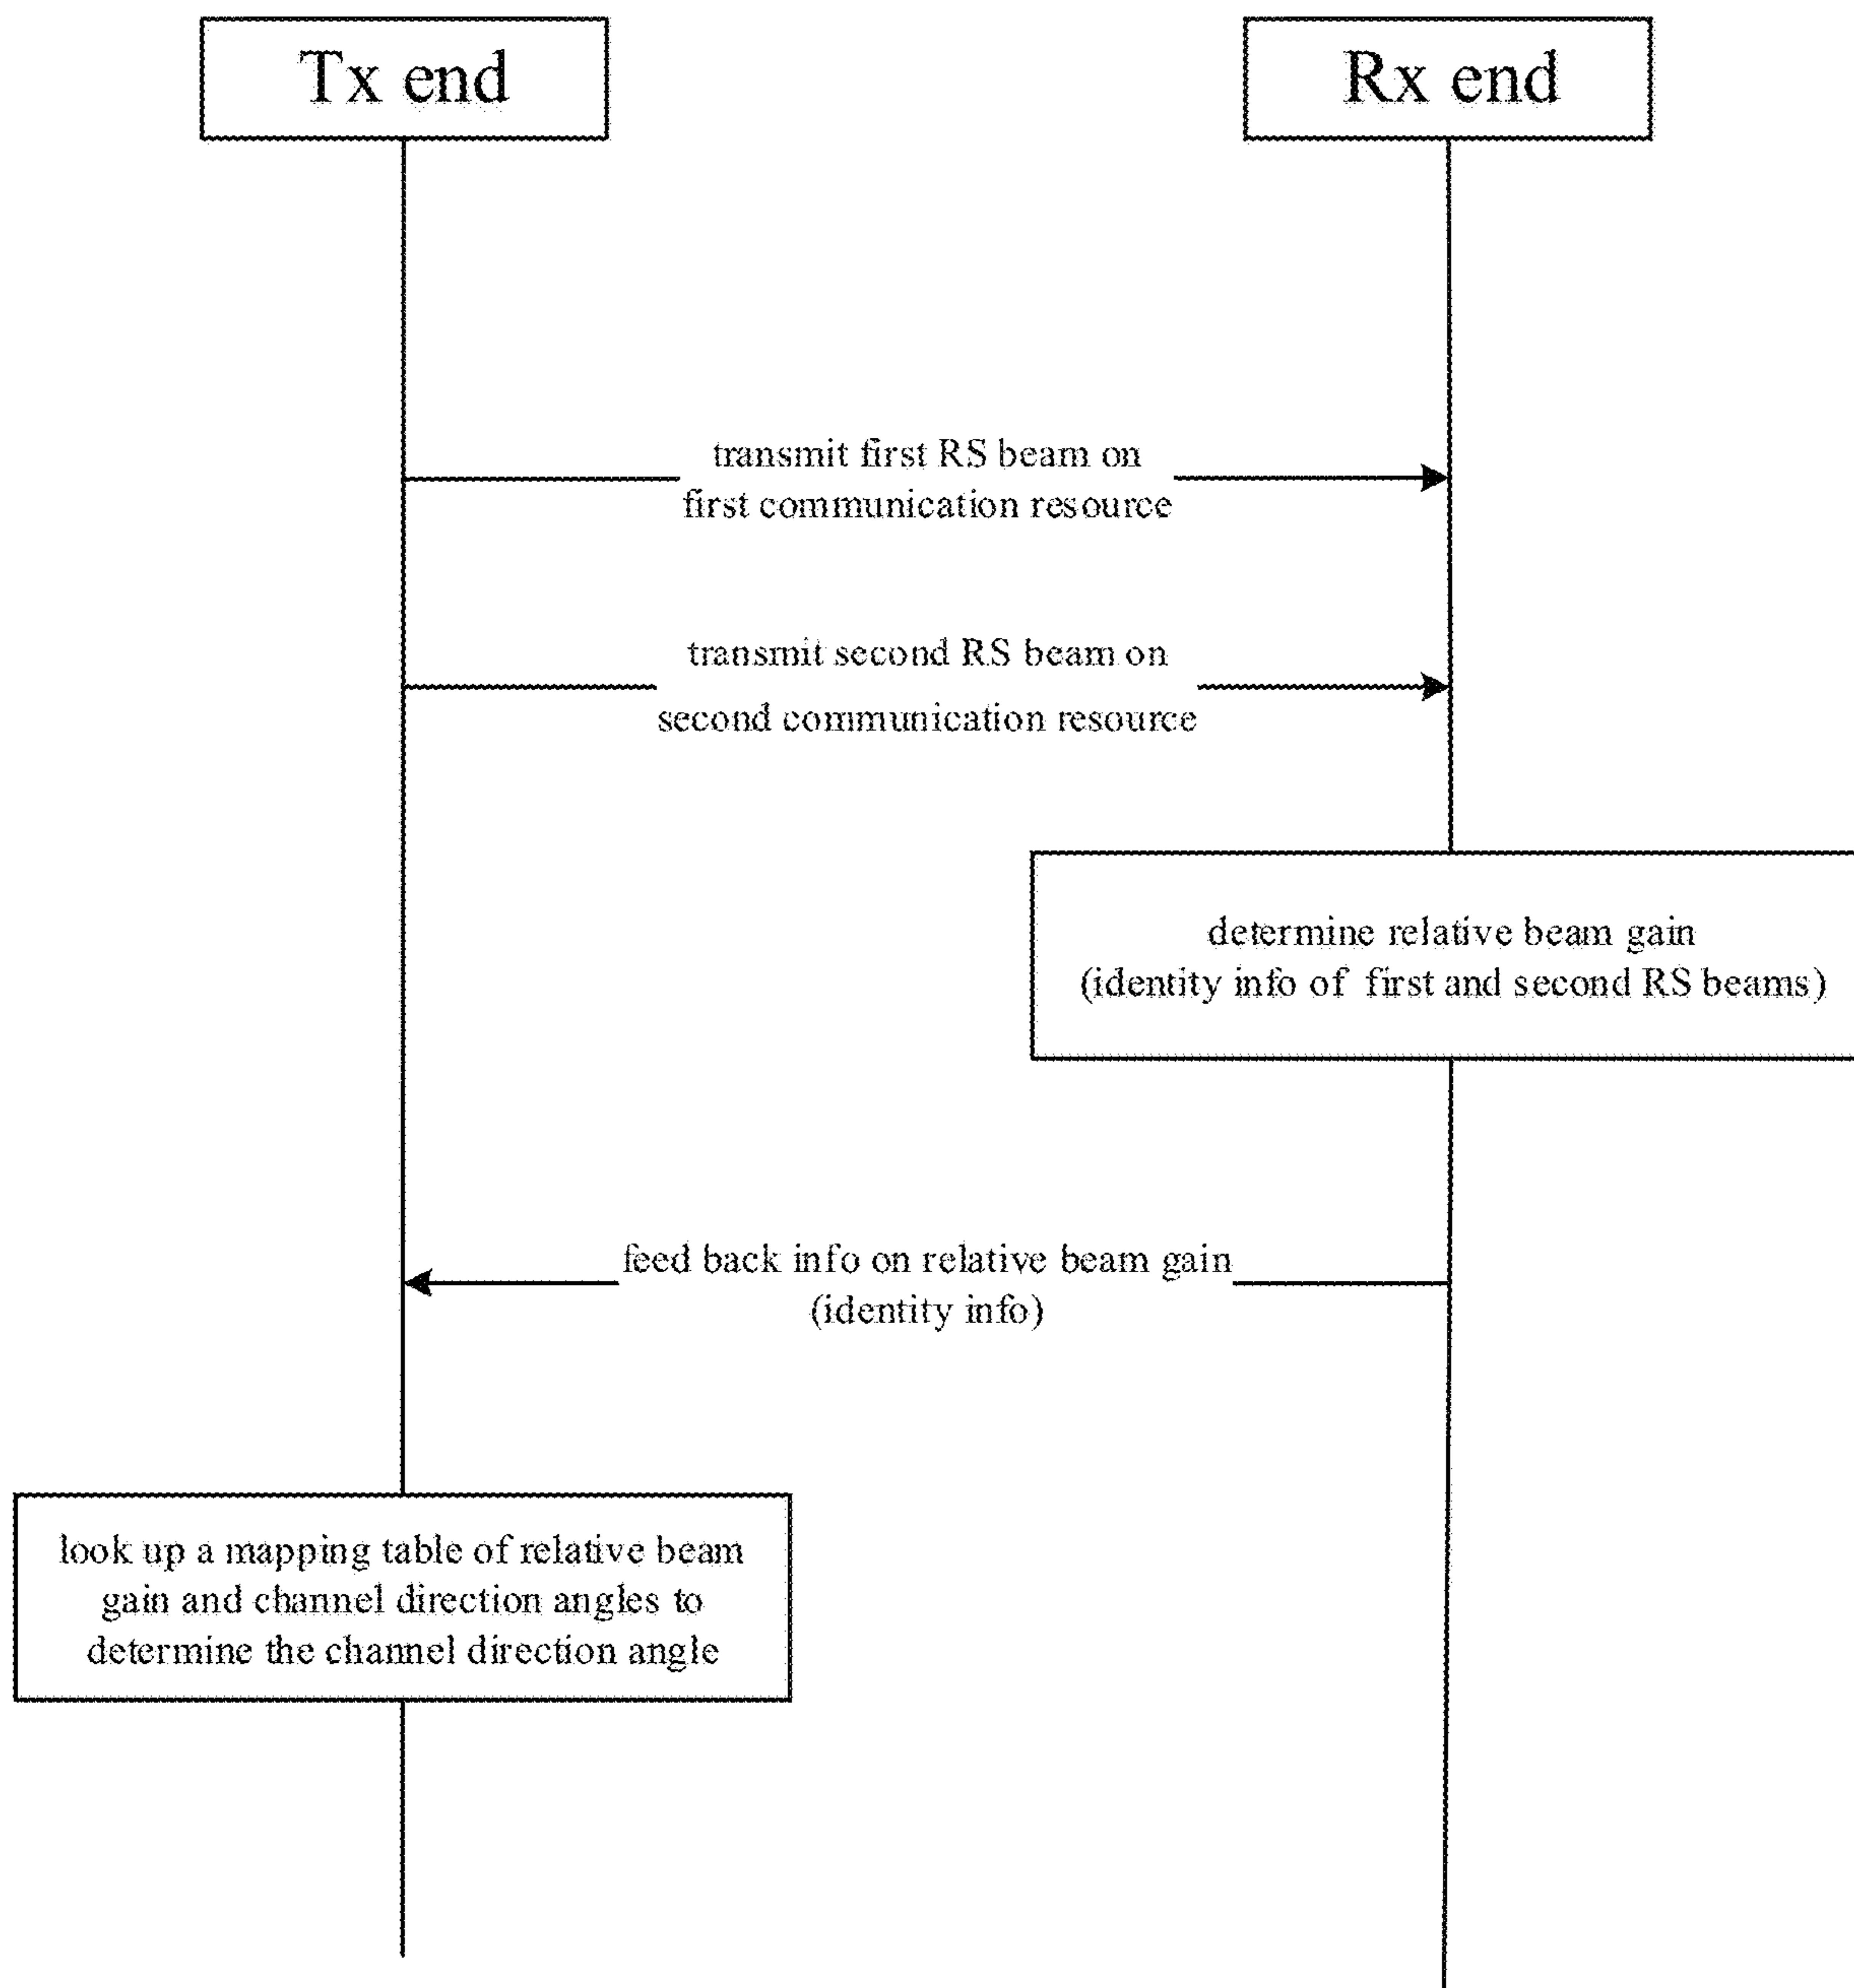 Tx end
Rx end
transmit first RS beam on
first communication resource
transmit second RS beam on
second communication resource
determine relative beam gain
(identity info of first and second RS beams)
feed back info on relative beam gain
(identity info)
look up a mapping table of relative beam
gain and channel direction angles to
determine the channel direction angle